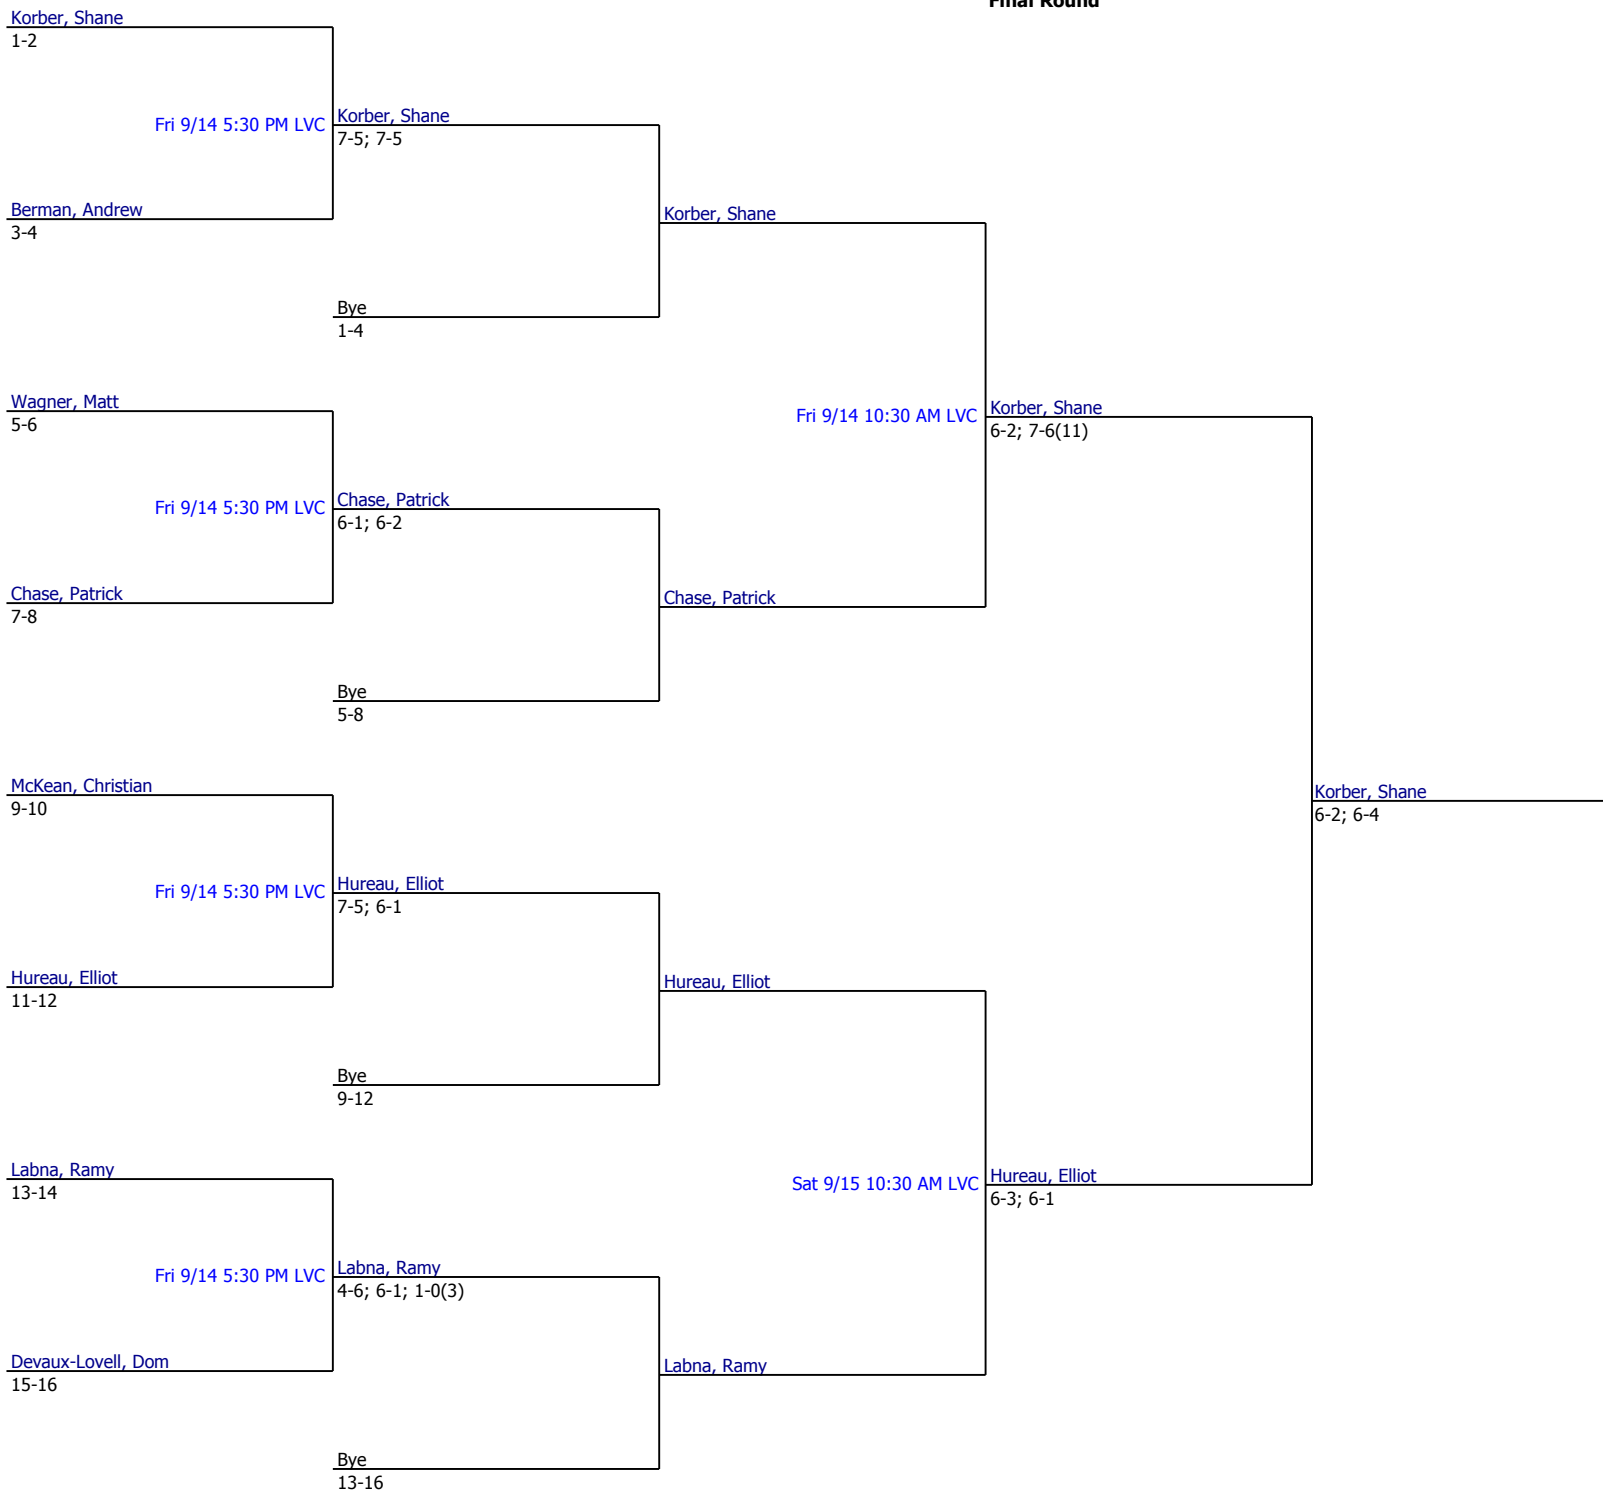 Final Round
Korber, Shane
1-2
Fri 9/14 5:30 PM LVC
Korber, Shane
7-5; 7-5
Berman, Andrew
3-4
Korber, Shane
Bye
1-4
Wagner, Matt
5-6
Fri 9/14 10:30 AM LVC
Korber, Shane
6-2; 7-6(11)
Fri 9/14 5:30 PM LVC
Chase, Patrick
6-1; 6-2
Chase, Patrick
7-8
Chase, Patrick
Bye
5-8
McKean, Christian
9-10
Korber, Shane
6-2; 6-4
Fri 9/14 5:30 PM LVC
Hureau, Elliot
7-5; 6-1
Hureau, Elliot
11-12
Hureau, Elliot
Bye
9-12
Labna, Ramy
13-14
Sat 9/15 10:30 AM LVC
Hureau, Elliot
6-3; 6-1
Fri 9/14 5:30 PM LVC
Labna, Ramy
4-6; 6-1; 1-0(3)
Devaux-Lovell, Dom
15-16
Labna, Ramy
Bye
13-16